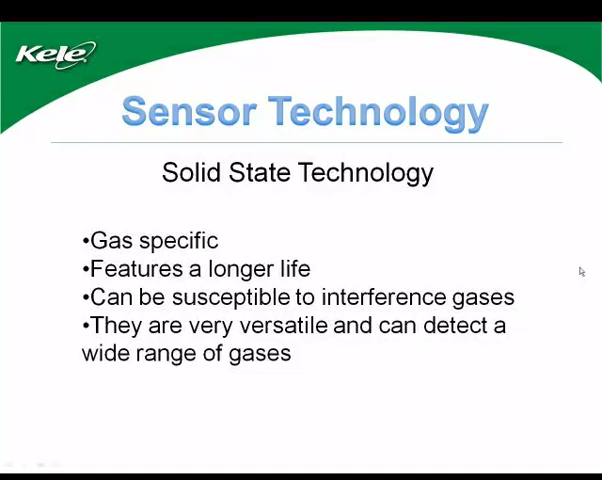 Kele
Sensor Technology
Solid State Technology
•Gas specific
•Features a longer life
•Can be susceptible to interference gases
•They are very versatile and can detect a
wide range of gases